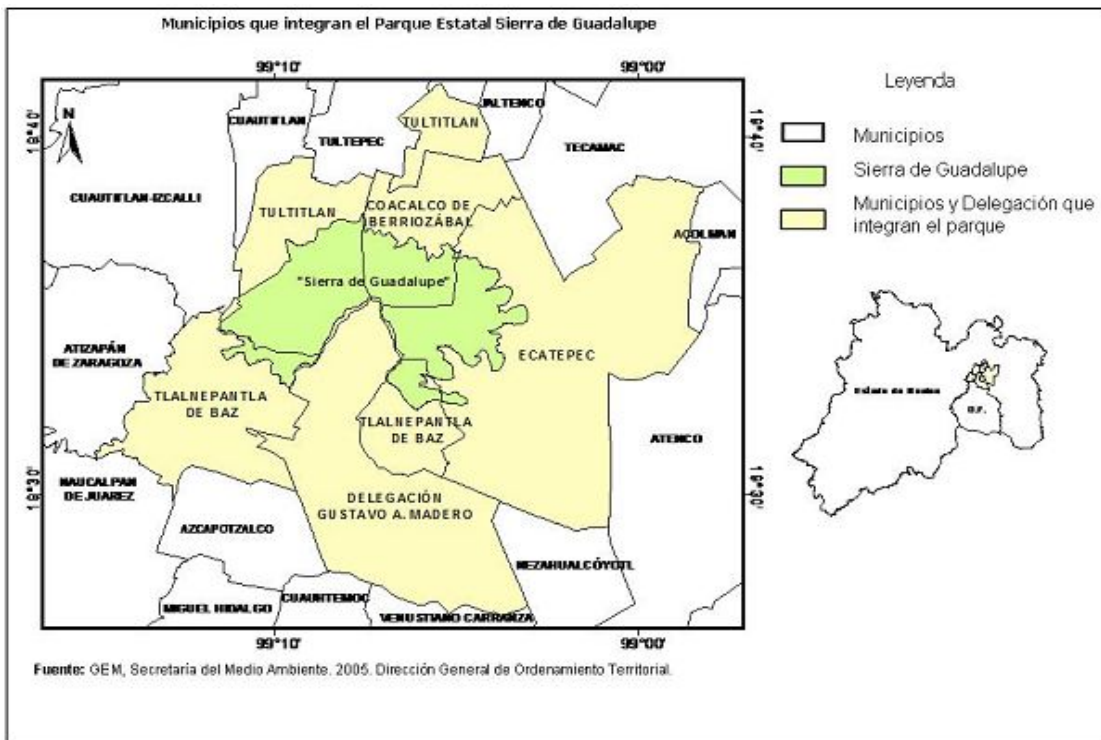 Municipios que integran el Parque Estatal Sierra de Guadalupe
99°10'
99°00'
Leyenda
Municipios
Sierra de Guadalupe
Municipios y Delegación que
integran el parque
N
19°40'
19°40'
CUAUTITLAN
TULTEPEC
TULTITLAN
JALTENCO
TECAMAC
CUAUTITLAN-IZCALLI
TULTITLAN
COACALCO DE
BERRIOZÁBAL
ACOLMAN
"Sierra de Guadalupe"
ATIZAPÁN
DE ZARAGOZA
ECATEPEC
TLALNEPANTLA
DE BAZ
TLALNEPANTLA
DE BAZ
ATENCO
Estado de Mexico
D.F.
NAUCALPAN
DE JUAREZ
19°30'
19°30'
DELEGACIÓN
GUSTAVO A. MADERO
AZCAPOTZALCO
NEZAHUALCÓYOTL
MIGUEL HIDALGO
CUAUHTEMOC
VENUSTIANO CARRANZA
99°10'
99°00'
Fuente: GEM, Secretaría del Medio Ambiente. 2005. Dirección General de Ordenamiento Territorial.